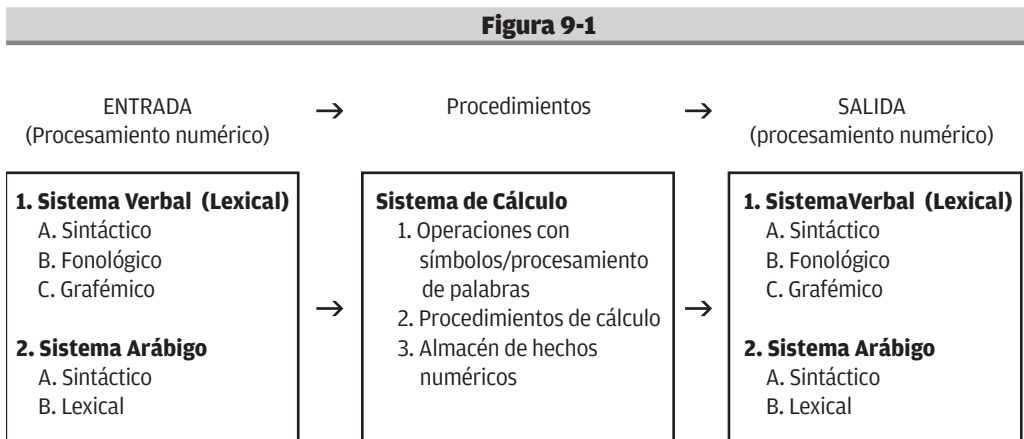 Figura 9-1
ENTRADA → Procedimientos → SALIDA
(Procesamiento numérico) (procesamiento numérico)
1. Sistema Verbal (Lexical)
A. Sintáctico
B. Fonológico
C. Grafémico
2. Sistema Arábigo
A. Sintáctico
B. Lexical
→
Sistema de Cálculo
1. Operaciones con
símbolos/procesamiento
de palabras
2. Procedimientos de cálculo
3. Almacén de hechos
numéricos
→
1. SistemaVerbal (Lexical)
A. Sintáctico
B. Fonológico
C. Grafémico
2. Sistema Arábigo
A. Sintáctico
B. Lexical